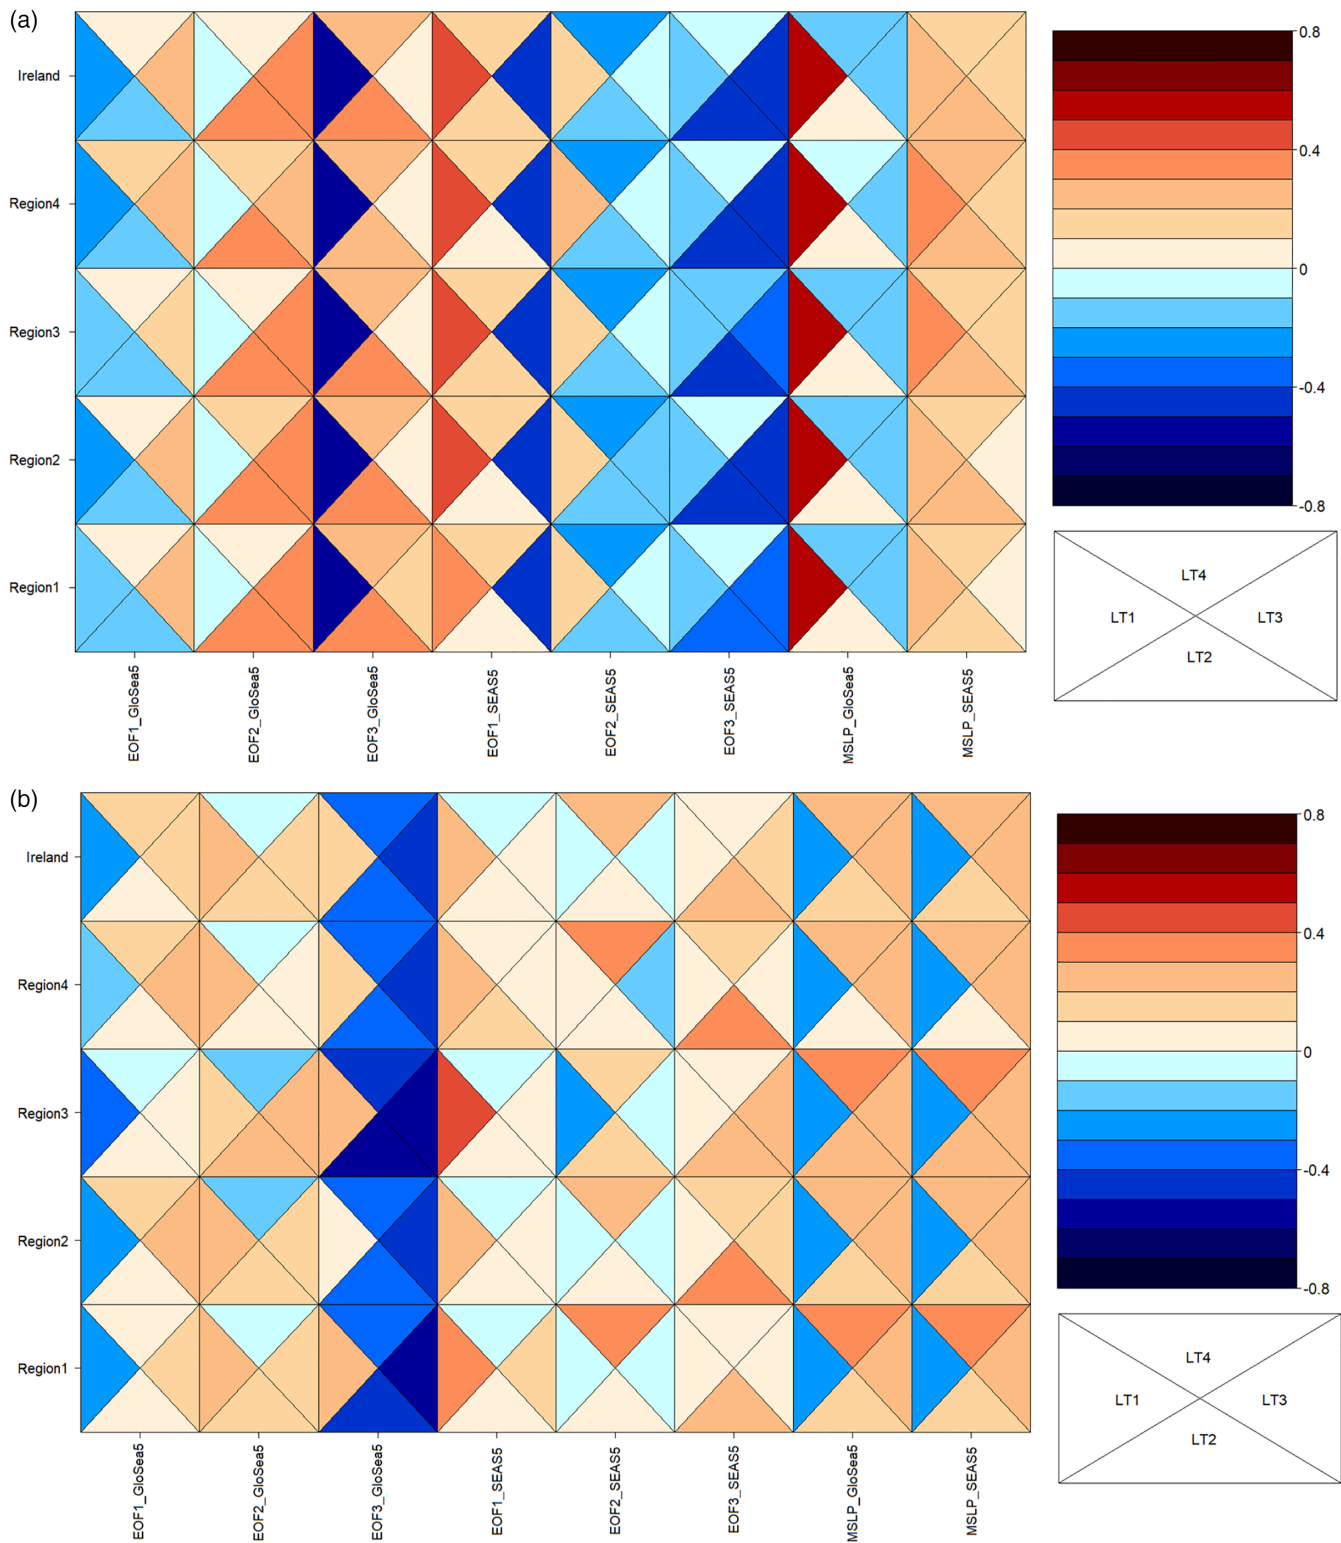 (a)
Ireland
Region4
Region3
Region2
Region1
EOF1_GloSea5
EOF2_GloSea5
EOF3_GloSea5
EOF1_SEAS5
EOF2_SEAS5
EOF3_SEAS5
MSLP_GloSea5
MSLP_SEAS5
0.8
0.4
0
-0.4
-0.8
LT4
LT1
LT3
LT2
(b)
Ireland
Region4
Region3
Region2
Region1
EOF1_GloSea5
EOF2_GloSea5
EOF3_GloSea5
EOF1_SEAS5
EOF2_SEAS5
EOF3_SEAS5
MSLP_GloSea5
MSLP_SEAS5
0.8
0.4
0
-0.4
-0.8
LT4
LT1
LT3
LT2